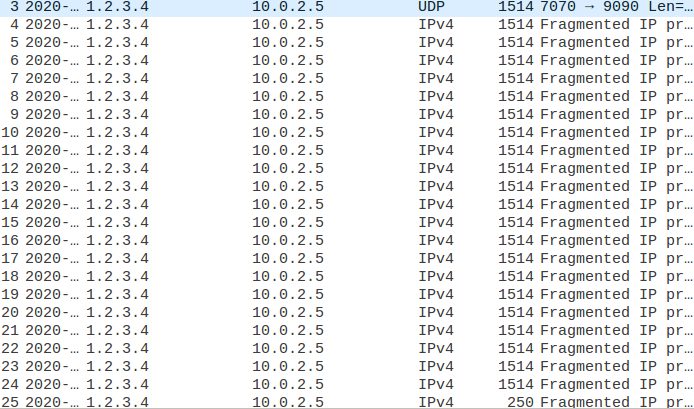 3 2020-… 1.2.3.4 10.0.2.5 UDP 1514 7070 → 9090 Len=…
4 2020-… 1.2.3.4 10.0.2.5 IPv4 1514 Fragmented IP pr…
5 2020-… 1.2.3.4 10.0.2.5 IPv4 1514 Fragmented IP pr…
6 2020-… 1.2.3.4 10.0.2.5 IPv4 1514 Fragmented IP pr…
7 2020-… 1.2.3.4 10.0.2.5 IPv4 1514 Fragmented IP pr…
8 2020-… 1.2.3.4 10.0.2.5 IPv4 1514 Fragmented IP pr…
9 2020-… 1.2.3.4 10.0.2.5 IPv4 1514 Fragmented IP pr…
10 2020-… 1.2.3.4 10.0.2.5 IPv4 1514 Fragmented IP pr…
11 2020-… 1.2.3.4 10.0.2.5 IPv4 1514 Fragmented IP pr…
12 2020-… 1.2.3.4 10.0.2.5 IPv4 1514 Fragmented IP pr…
13 2020-… 1.2.3.4 10.0.2.5 IPv4 1514 Fragmented IP pr…
14 2020-… 1.2.3.4 10.0.2.5 IPv4 1514 Fragmented IP pr…
15 2020-… 1.2.3.4 10.0.2.5 IPv4 1514 Fragmented IP pr…
16 2020-… 1.2.3.4 10.0.2.5 IPv4 1514 Fragmented IP pr…
17 2020-… 1.2.3.4 10.0.2.5 IPv4 1514 Fragmented IP pr…
18 2020-… 1.2.3.4 10.0.2.5 IPv4 1514 Fragmented IP pr…
19 2020-… 1.2.3.4 10.0.2.5 IPv4 1514 Fragmented IP pr…
20 2020-… 1.2.3.4 10.0.2.5 IPv4 1514 Fragmented IP pr…
21 2020-… 1.2.3.4 10.0.2.5 IPv4 1514 Fragmented IP pr…
22 2020-… 1.2.3.4 10.0.2.5 IPv4 1514 Fragmented IP pr…
23 2020-… 1.2.3.4 10.0.2.5 IPv4 1514 Fragmented IP pr…
24 2020-… 1.2.3.4 10.0.2.5 IPv4 1514 Fragmented IP pr…
25 2020-… 1.2.3.4 10.0.2.5 IPv4 250 Fragmented IP pr…